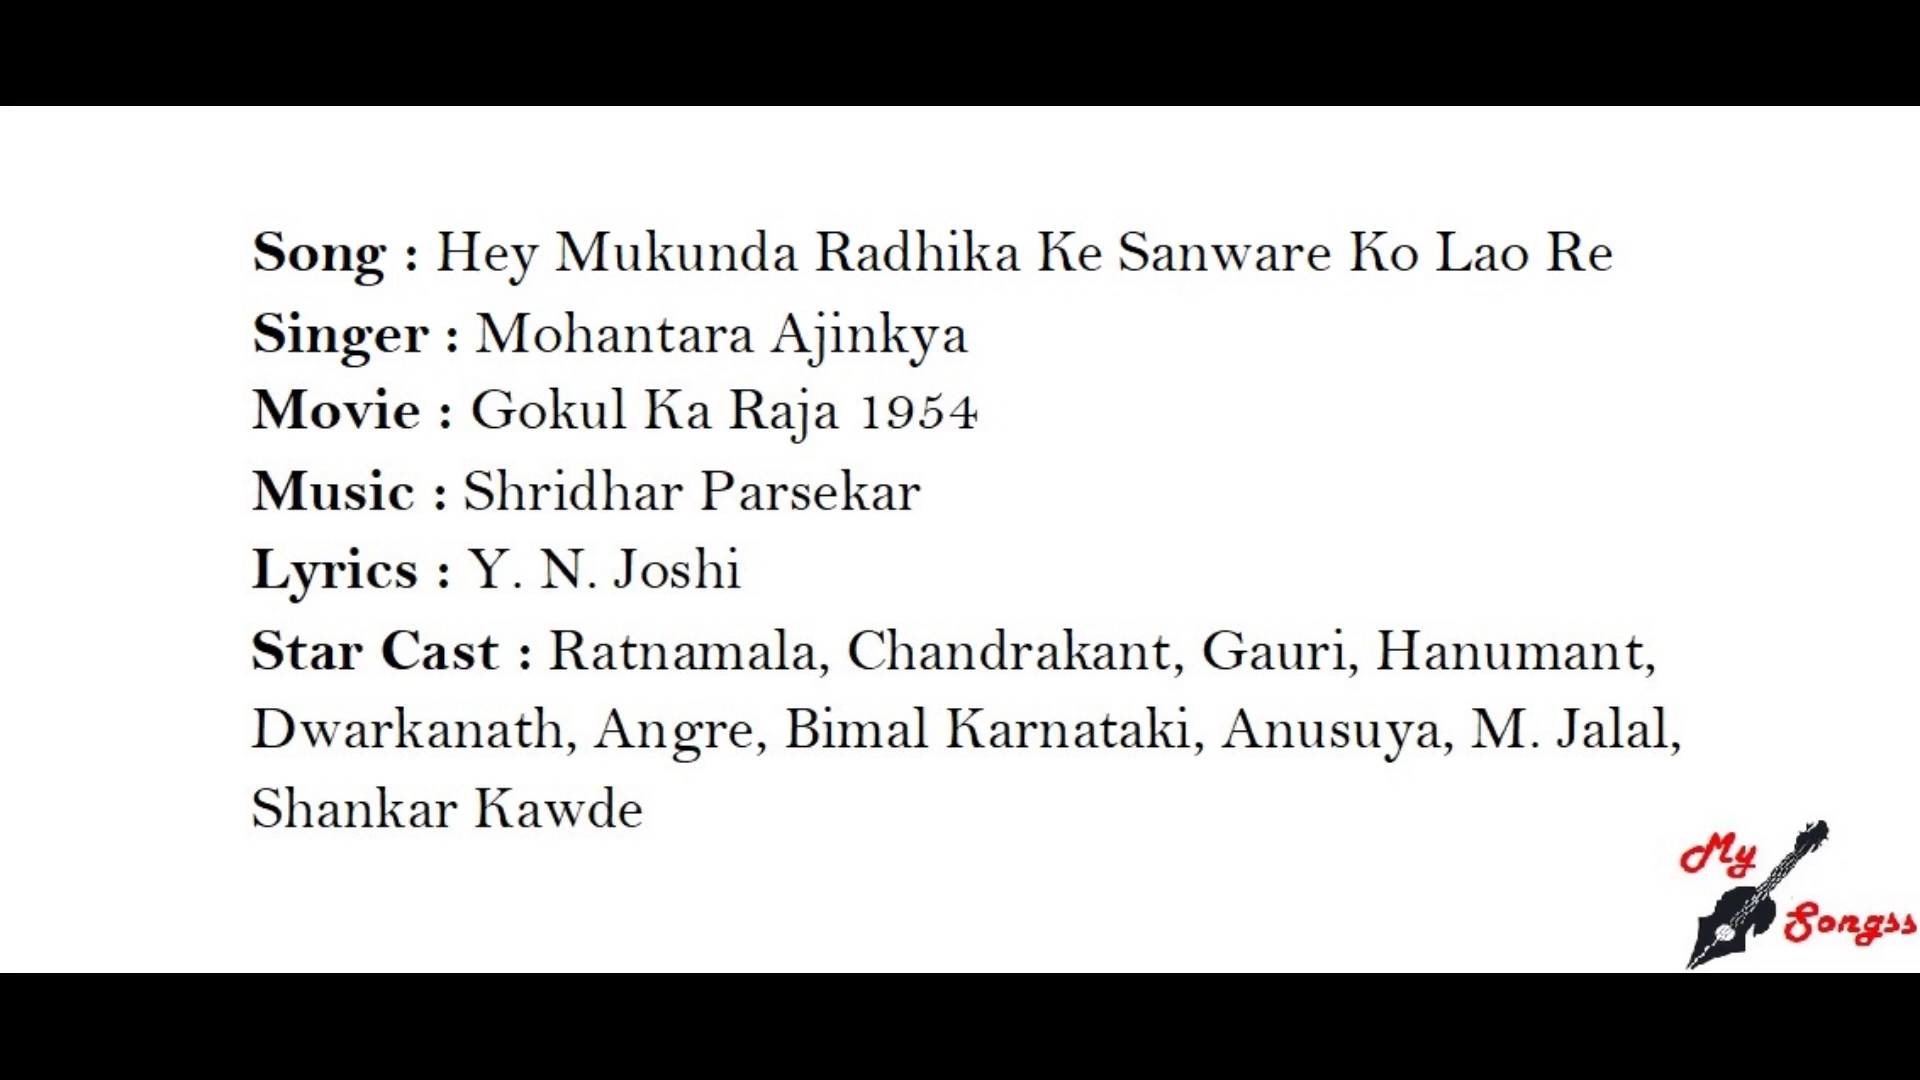 Song : Hey Mukunda Radhika Ke Sanware Ko Lao Re
Singer : Mohantara Ajinkya
Movie : Gokul Ka Raja 1954
Music : Shridhar Parsekar
Lyrics : Y. N. Joshi
Star Cast : Ratnamala, Chandrakant, Gauri, Hanumant,
Dwarkanath, Angre, Bimal Karnataki, Anusuya, M. Jalal,
Shankar Kawde
My
Songss